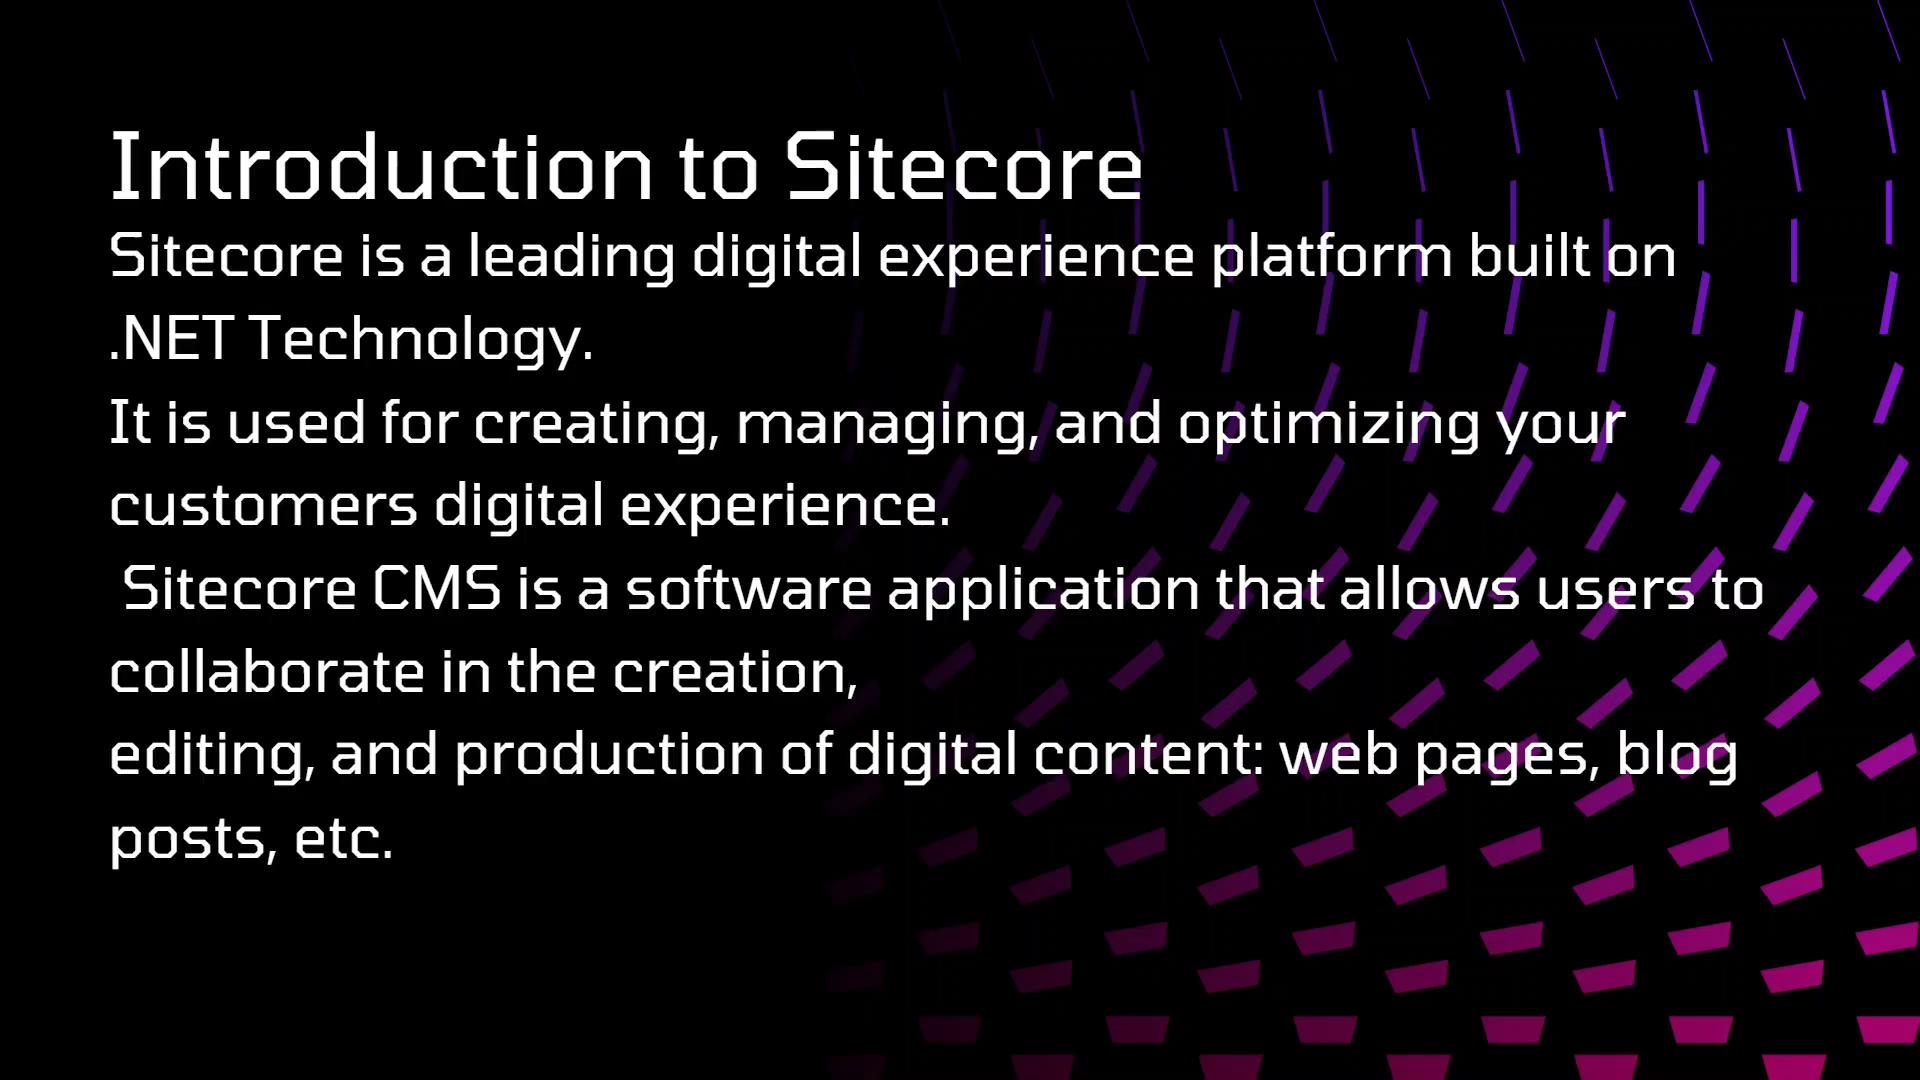 Introduction to Sitecore
Sitecore is a leading digital experience platform built on
.NET Technology.
It is used for creating, managing, and optimizing your
customers digital experience.
Sitecore CMS is a software application that allows users to
collaborate in the creation,
editing, and production of digital content: web pages, blog
posts, etc.